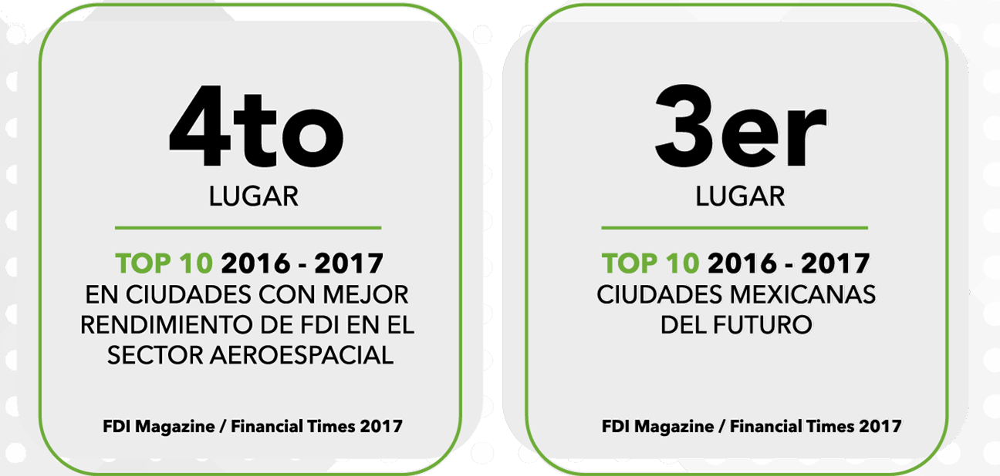 4to
LUGAR
TOP 10 2016 - 2017
EN CIUDADES CON MEJOR
RENDIMIENTO DE FDI EN EL
SECTOR AEROESPACIAL
FDI Magazine / Financial Times 2017
3er
LUGAR
TOP 10 2016 - 2017
CIUDADES MEXICANAS
DEL FUTURO
FDI Magazine / Financial Times 2017